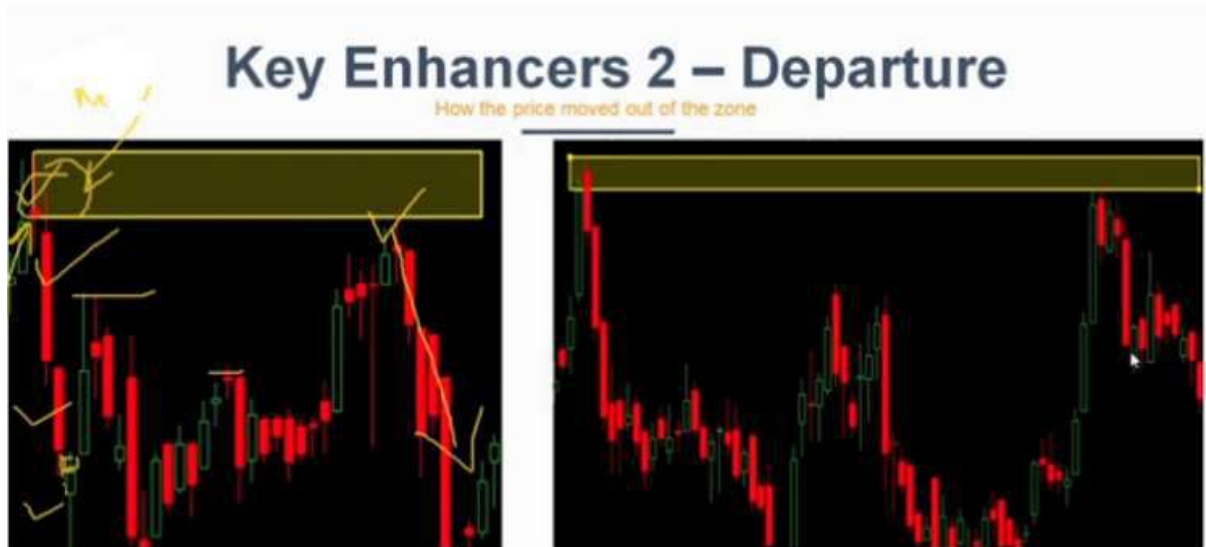 Key Enhancers 2 – Departure
How the price moved out of the zone